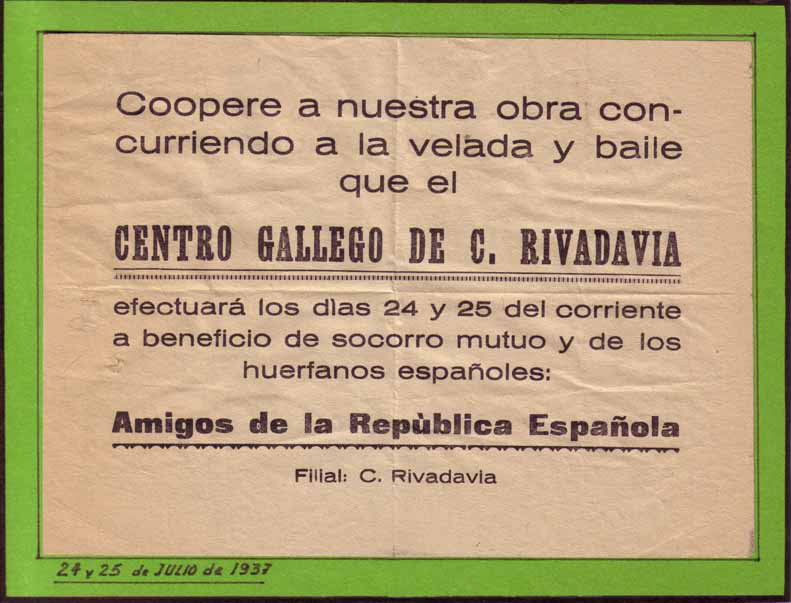 Coopere a nuestra obra con-
curriendo a la velada y baile
que el
CENTRO GALLEGO DE C. RIVADAVIA
efectuará los dias 24 y 25 del corriente
a beneficio de socorro mutuo y de los
huerfanos españoles:
Amigos de la Repùblica Española
Filial: C. Rivadavia
24 y 25 de JULIO de 1937